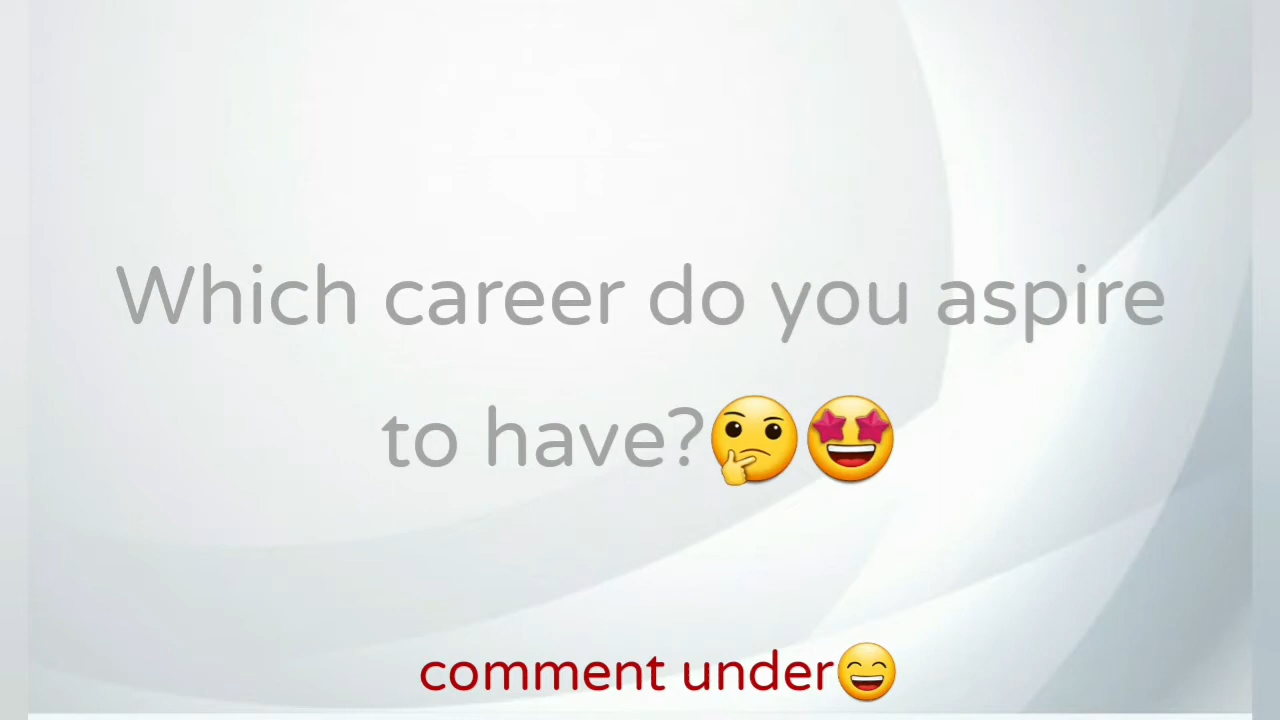 Which career do you aspire
to have?🤔🤩
comment under😄